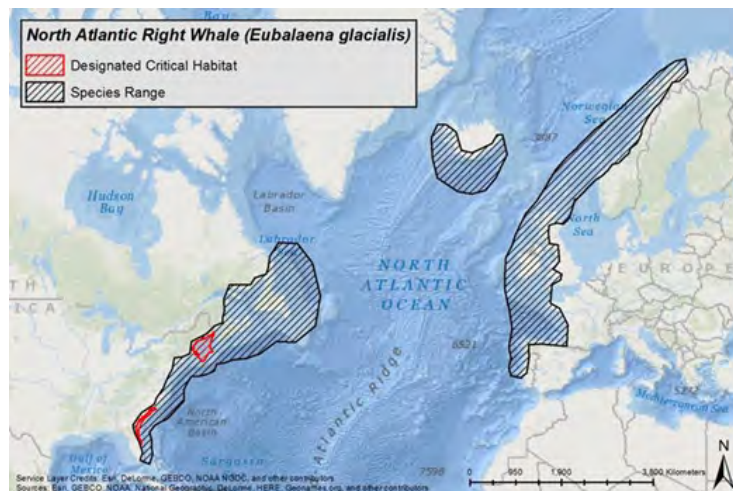 North Atlantic Right Whale (Eubalaena glacialis)
Designated Critical Habitat
Species Range
Norwegian
Sea
Hudson
Bay
Labrador
Basin
North
Sea
Labrador
NORTH
ATLANTIC
OCEAN
EUROPE
TH
ICA
Atlantic Ridge
North
American
Basin
Mediterranean Sea
Gulf of
Mexico
Sargasso
7598
0
950
1,900
3,800 Kilometers
N
Service Layer Credits: Esri, DeLorme, GEBCO, NOAA NGDC, and other contributors
Sources: Esri, GEBCO, NOAA, National Geographic, DeLorme, HERE, Geonames.org, and other contributors